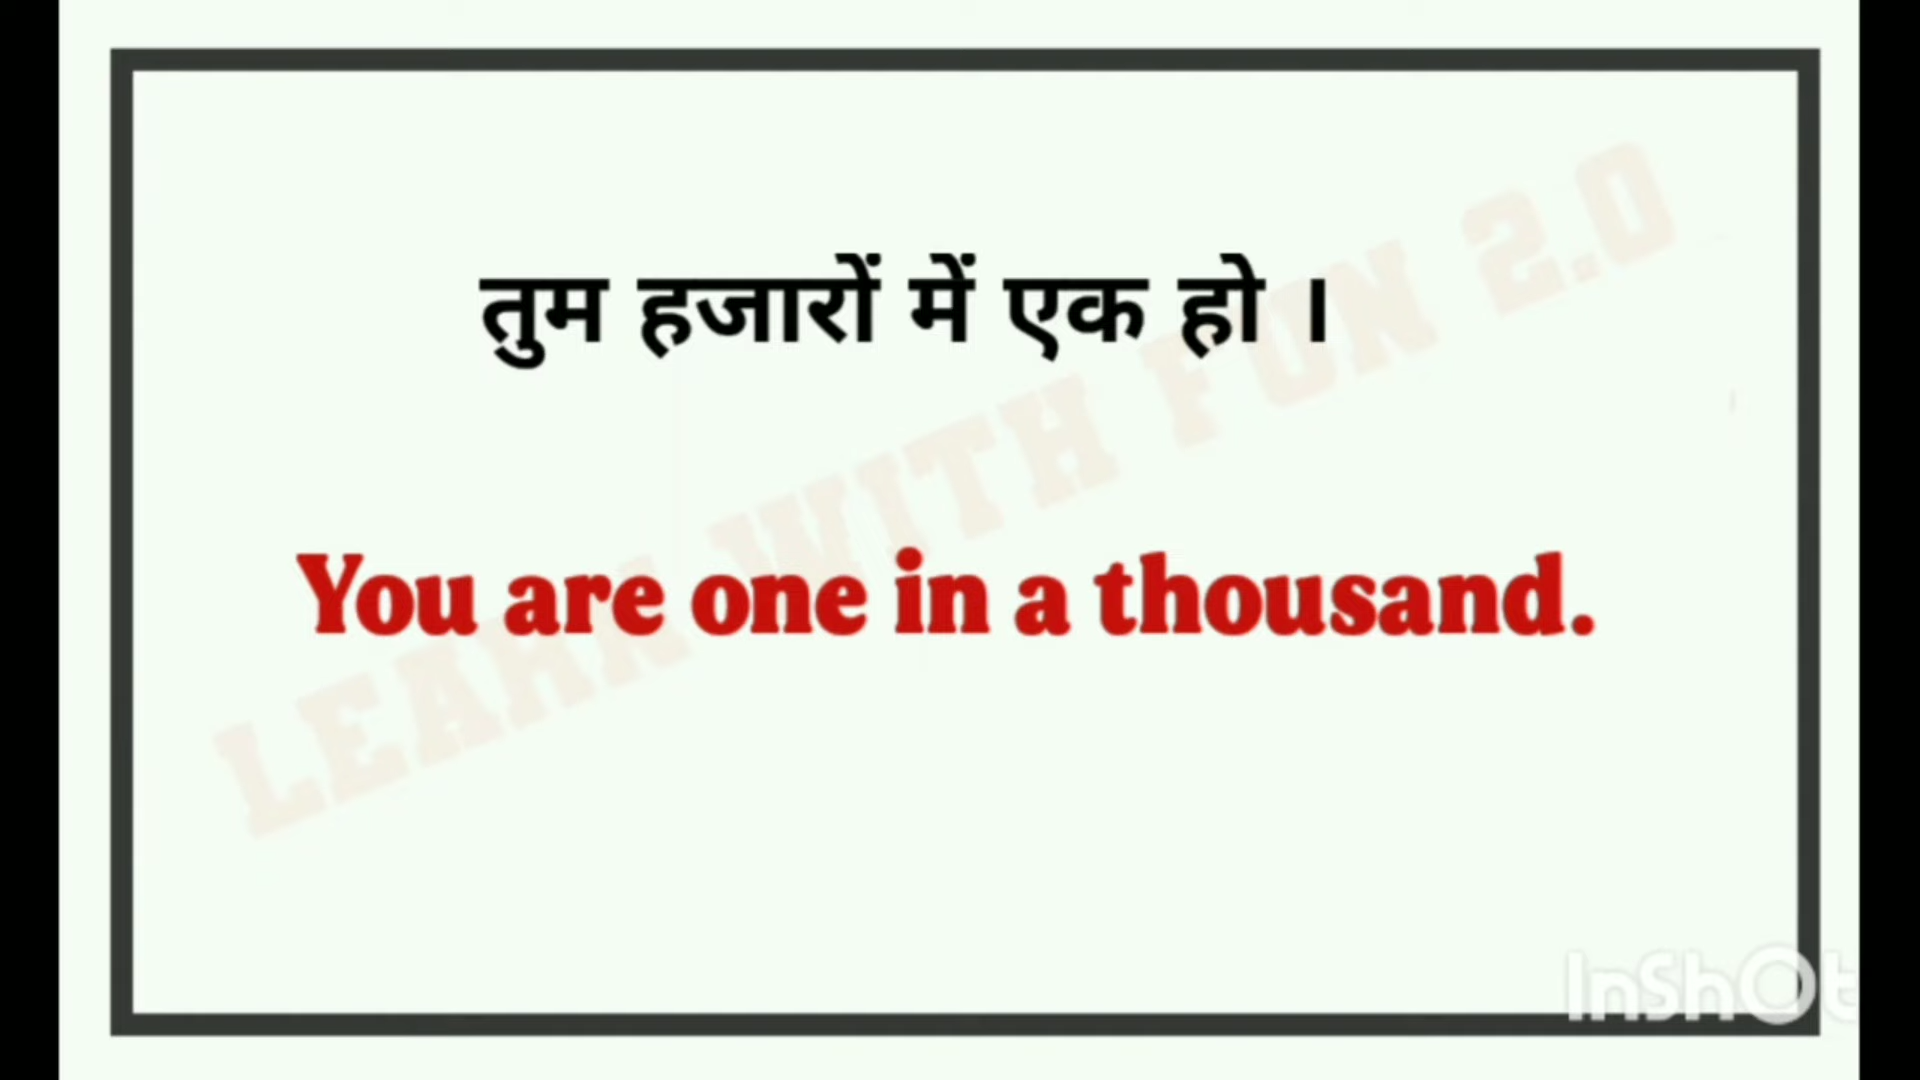 तुम हजारों में एक हो ।
You are one in a thousand.
LEARN WITH FUN 2.0
InShOt